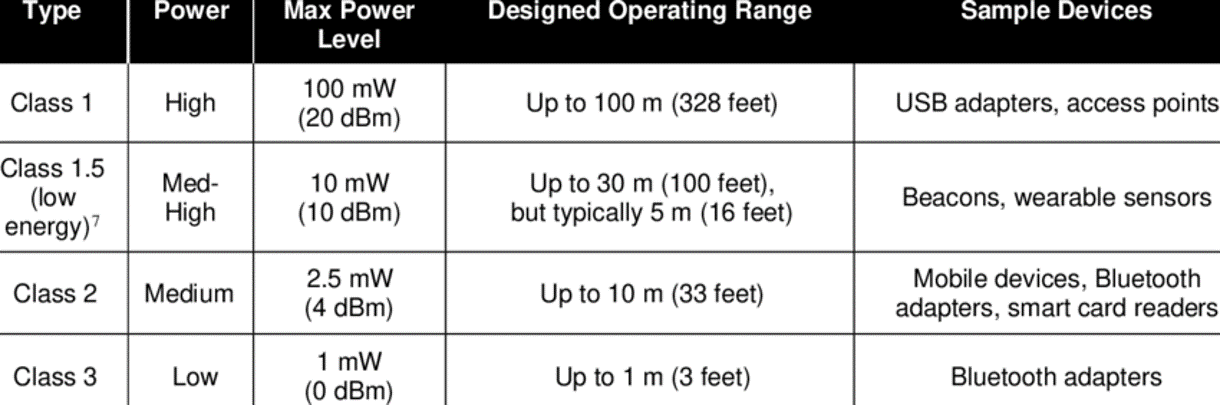 Type Power Max Power Level Designed Operating Range Sample Devices
Class 1 High 100 mW (20 dBm) Up to 100 m (328 feet) USB adapters, access points
Class 1.5 (low energy)7 Med-High 10 mW (10 dBm) Up to 30 m (100 feet), but typically 5 m (16 feet) Beacons, wearable sensors
Class 2 Medium 2.5 mW (4 dBm) Up to 10 m (33 feet) Mobile devices, Bluetooth adapters, smart card readers
Class 3 Low 1 mW (0 dBm) Up to 1 m (3 feet) Bluetooth adapters